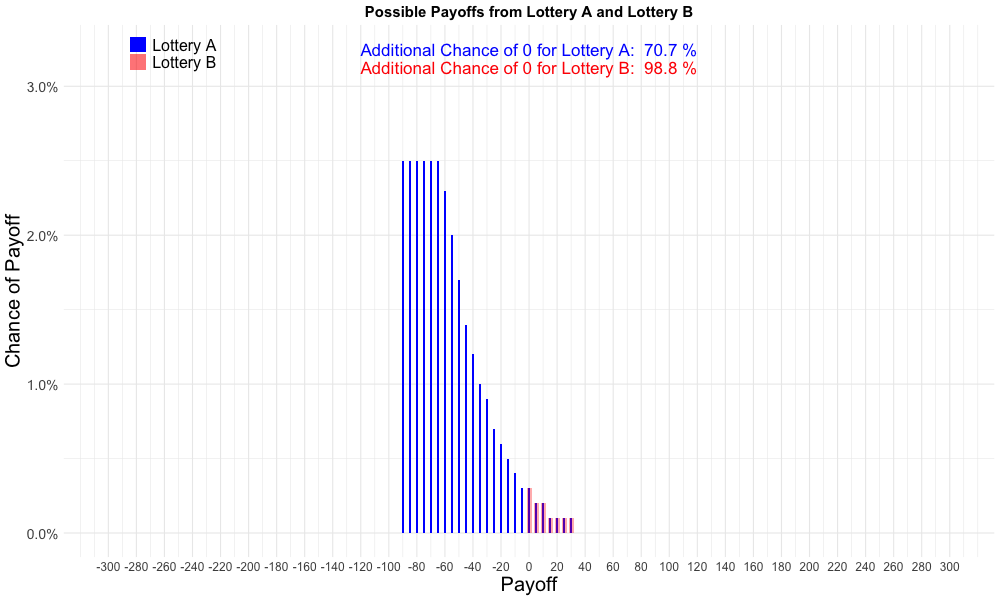 Possible Payoffs from Lottery A and Lottery B
Lottery A
Lottery B
Additional Chance of 0 for Lottery A: 70.7 %
Additional Chance of 0 for Lottery B: 98.8 %
Chance of Payoff
3.0%
2.0%
1.0%
0.0%
-300 -280 -260 -240 -220 -200 -180 -160 -140 -120 -100 -80 -60 -40 -20 0 20 40 60 80 100 120 140 160 180 200 220 240 260 280 300
Payoff